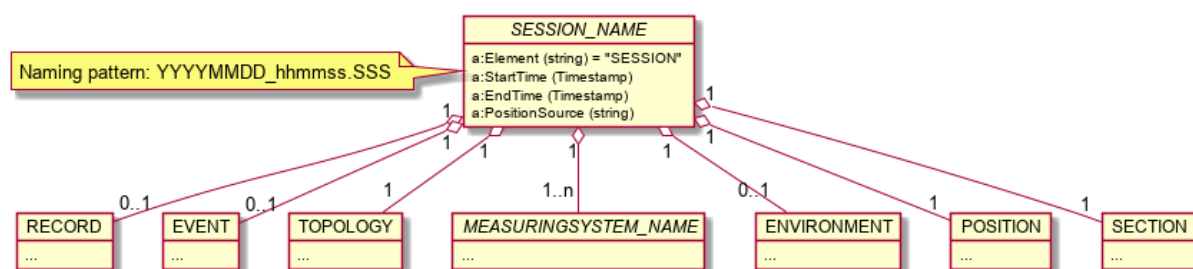 SESSION_NAME
a:Element (string) = "SESSION"
a:StartTime (Timestamp)
a:EndTime (Timestamp)
a:PositionSource (string)
Naming pattern: YYYYMMDD_hhmmss.SSS
1
1
1
1
1
1
1
0..1
0..1
1
1..n
0..1
1
1
RECORD
...
EVENT
...
TOPOLOGY
...
MEASURINGSYSTEM_NAME
...
ENVIRONMENT
...
POSITION
...
SECTION
...